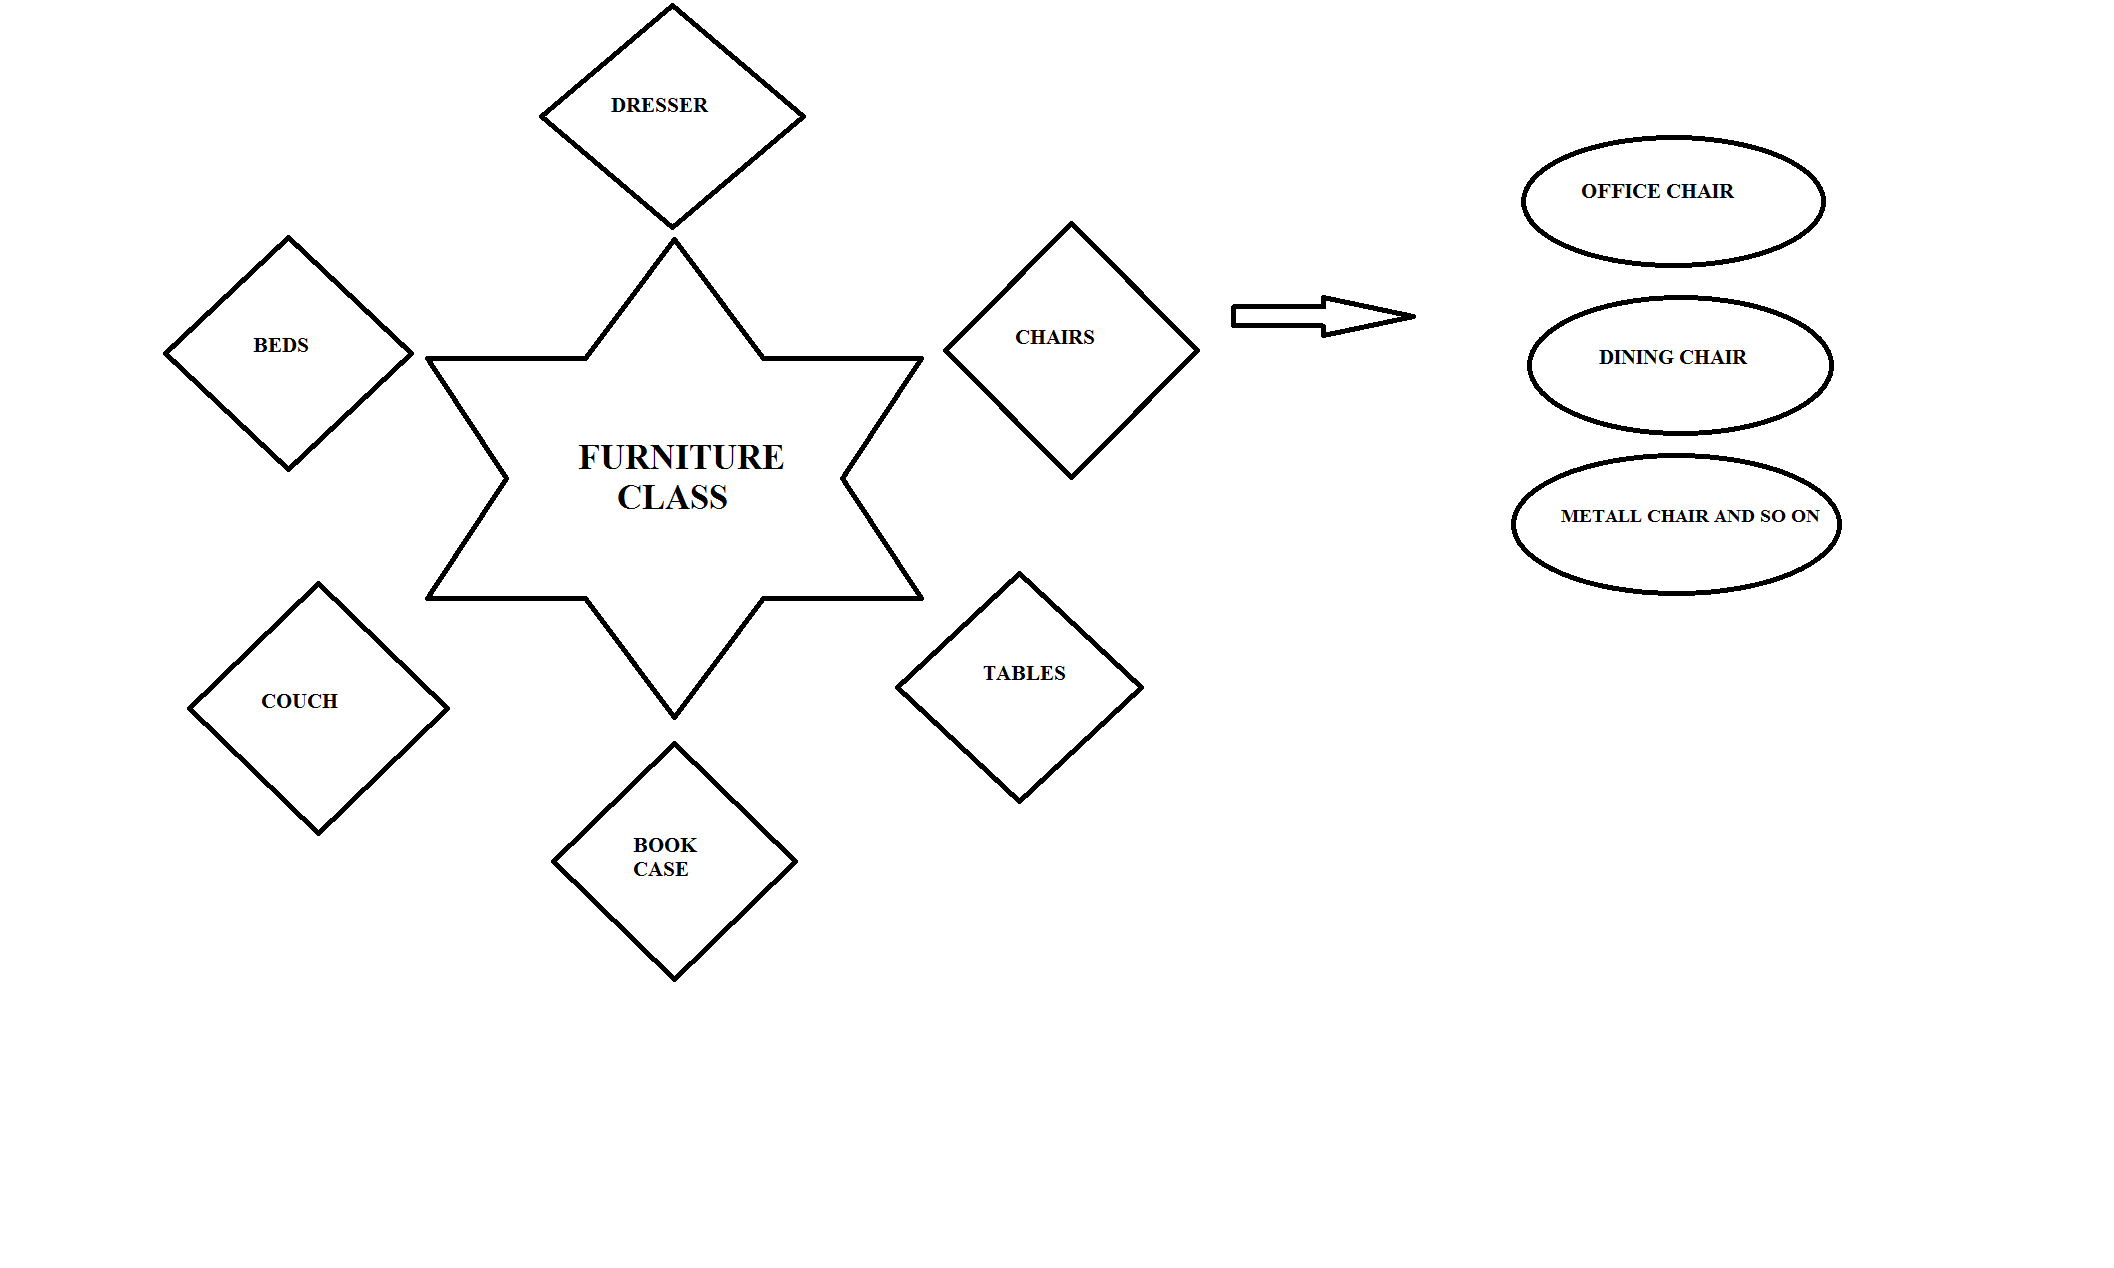 DRESSER
OFFICE CHAIR
BEDS
CHAIRS
DINING CHAIR
FURNITURE
CLASS
METALL CHAIR AND SO ON
COUCH
TABLES
BOOK
CASE